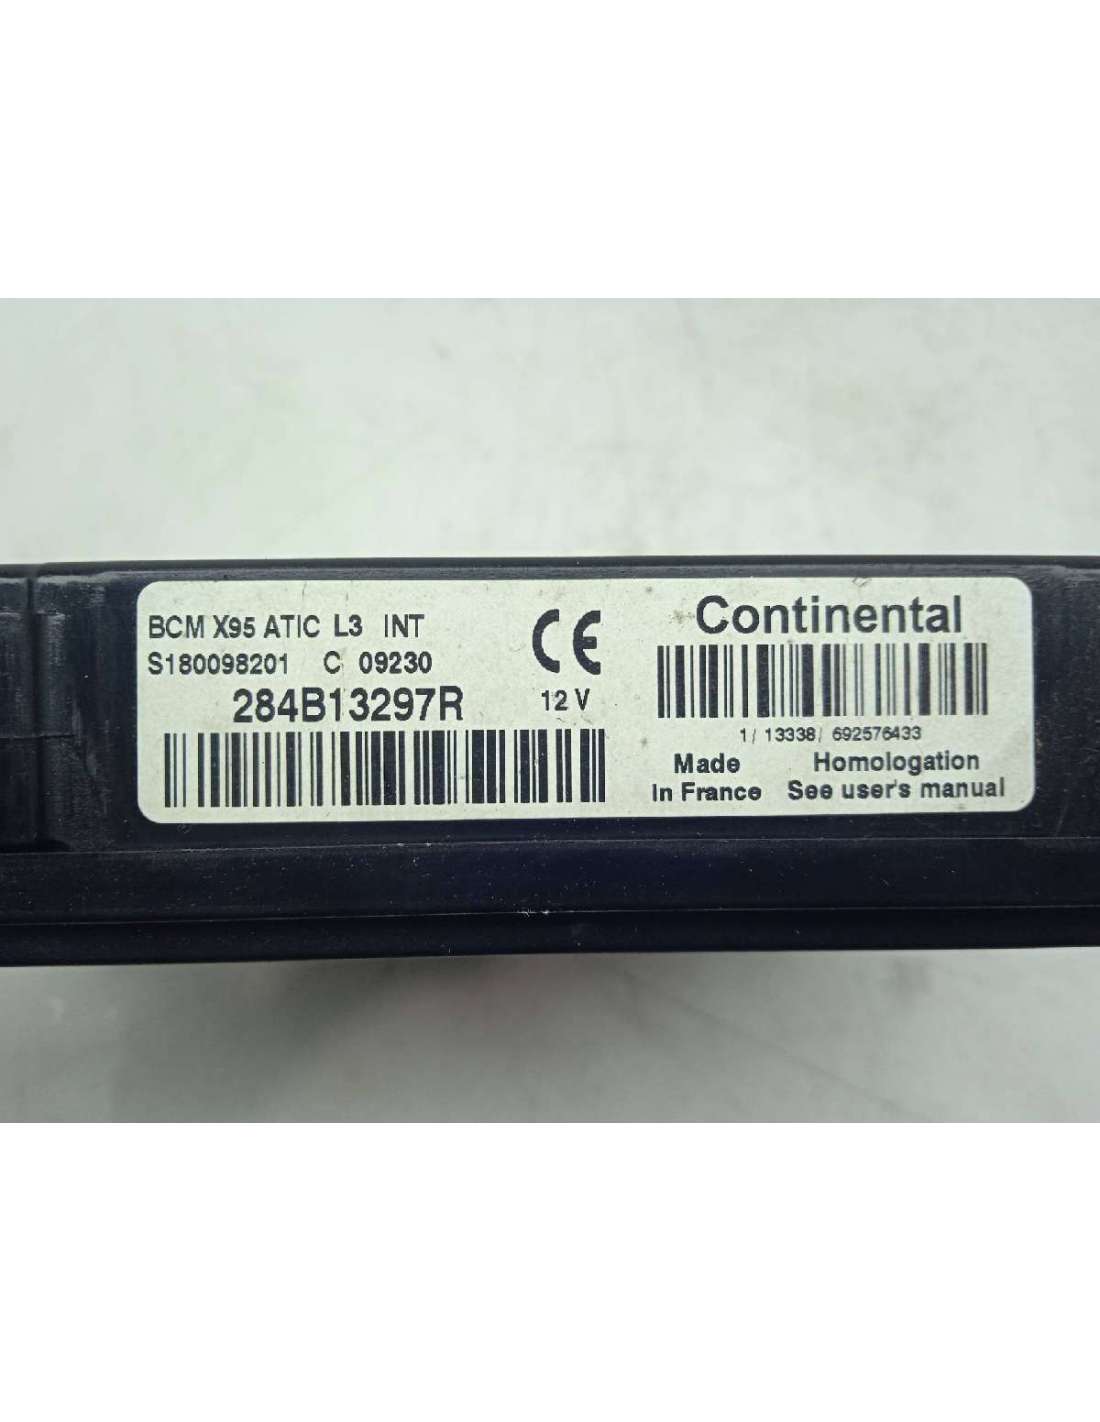 BCM X95 ATIC L3 INT
S180098201 C 09230
284B13297R
CE
12 V
Continental
1/ 13338/ 692576433
Made
in France
Homologation
See user's manual